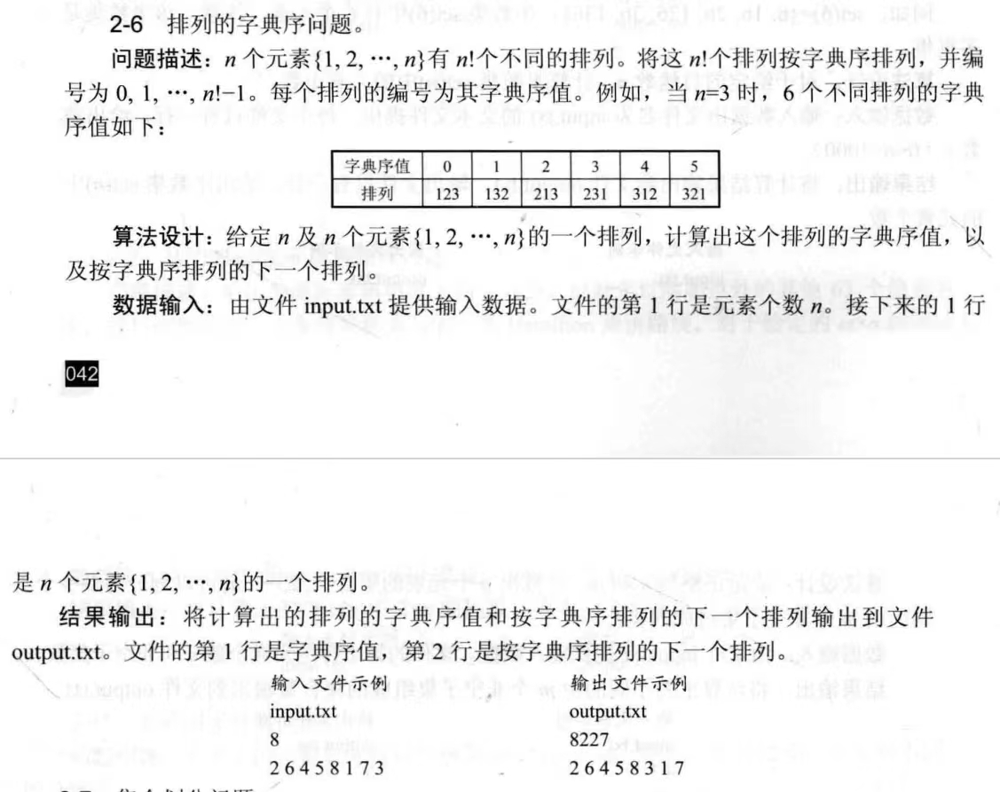 2-6 排列的字典序问题。
问题描述：n 个元素{1, 2, …, n}有 n!个不同的排列。将这 n!个排列按字典序排列，并编
号为 0, 1, …, n!−1。每个排列的编号为其字典序值。例如，当 n=3 时，6 个不同排列的字典
序值如下：
字典序值 0 1 2 3 4 5
排列 123 132 213 231 312 321
算法设计：给定 n 及 n 个元素{1, 2, …, n}的一个排列，计算出这个排列的字典序值，以
及按字典序排列的下一个排列。
数据输入：由文件 input.txt 提供输入数据。文件的第 1 行是元素个数 n。接下来的 1 行
042
是 n 个元素{1, 2, …, n}的一个排列。
结果输出：将计算出的排列的字典序值和按字典序排列的下一个排列输出到文件
output.txt。文件的第 1 行是字典序值，第 2 行是按字典序排列的下一个排列。
输入文件示例 输出文件示例
input.txt output.txt
8 8227
2 6 4 5 8 1 7 3 2 6 4 5 8 3 1 7